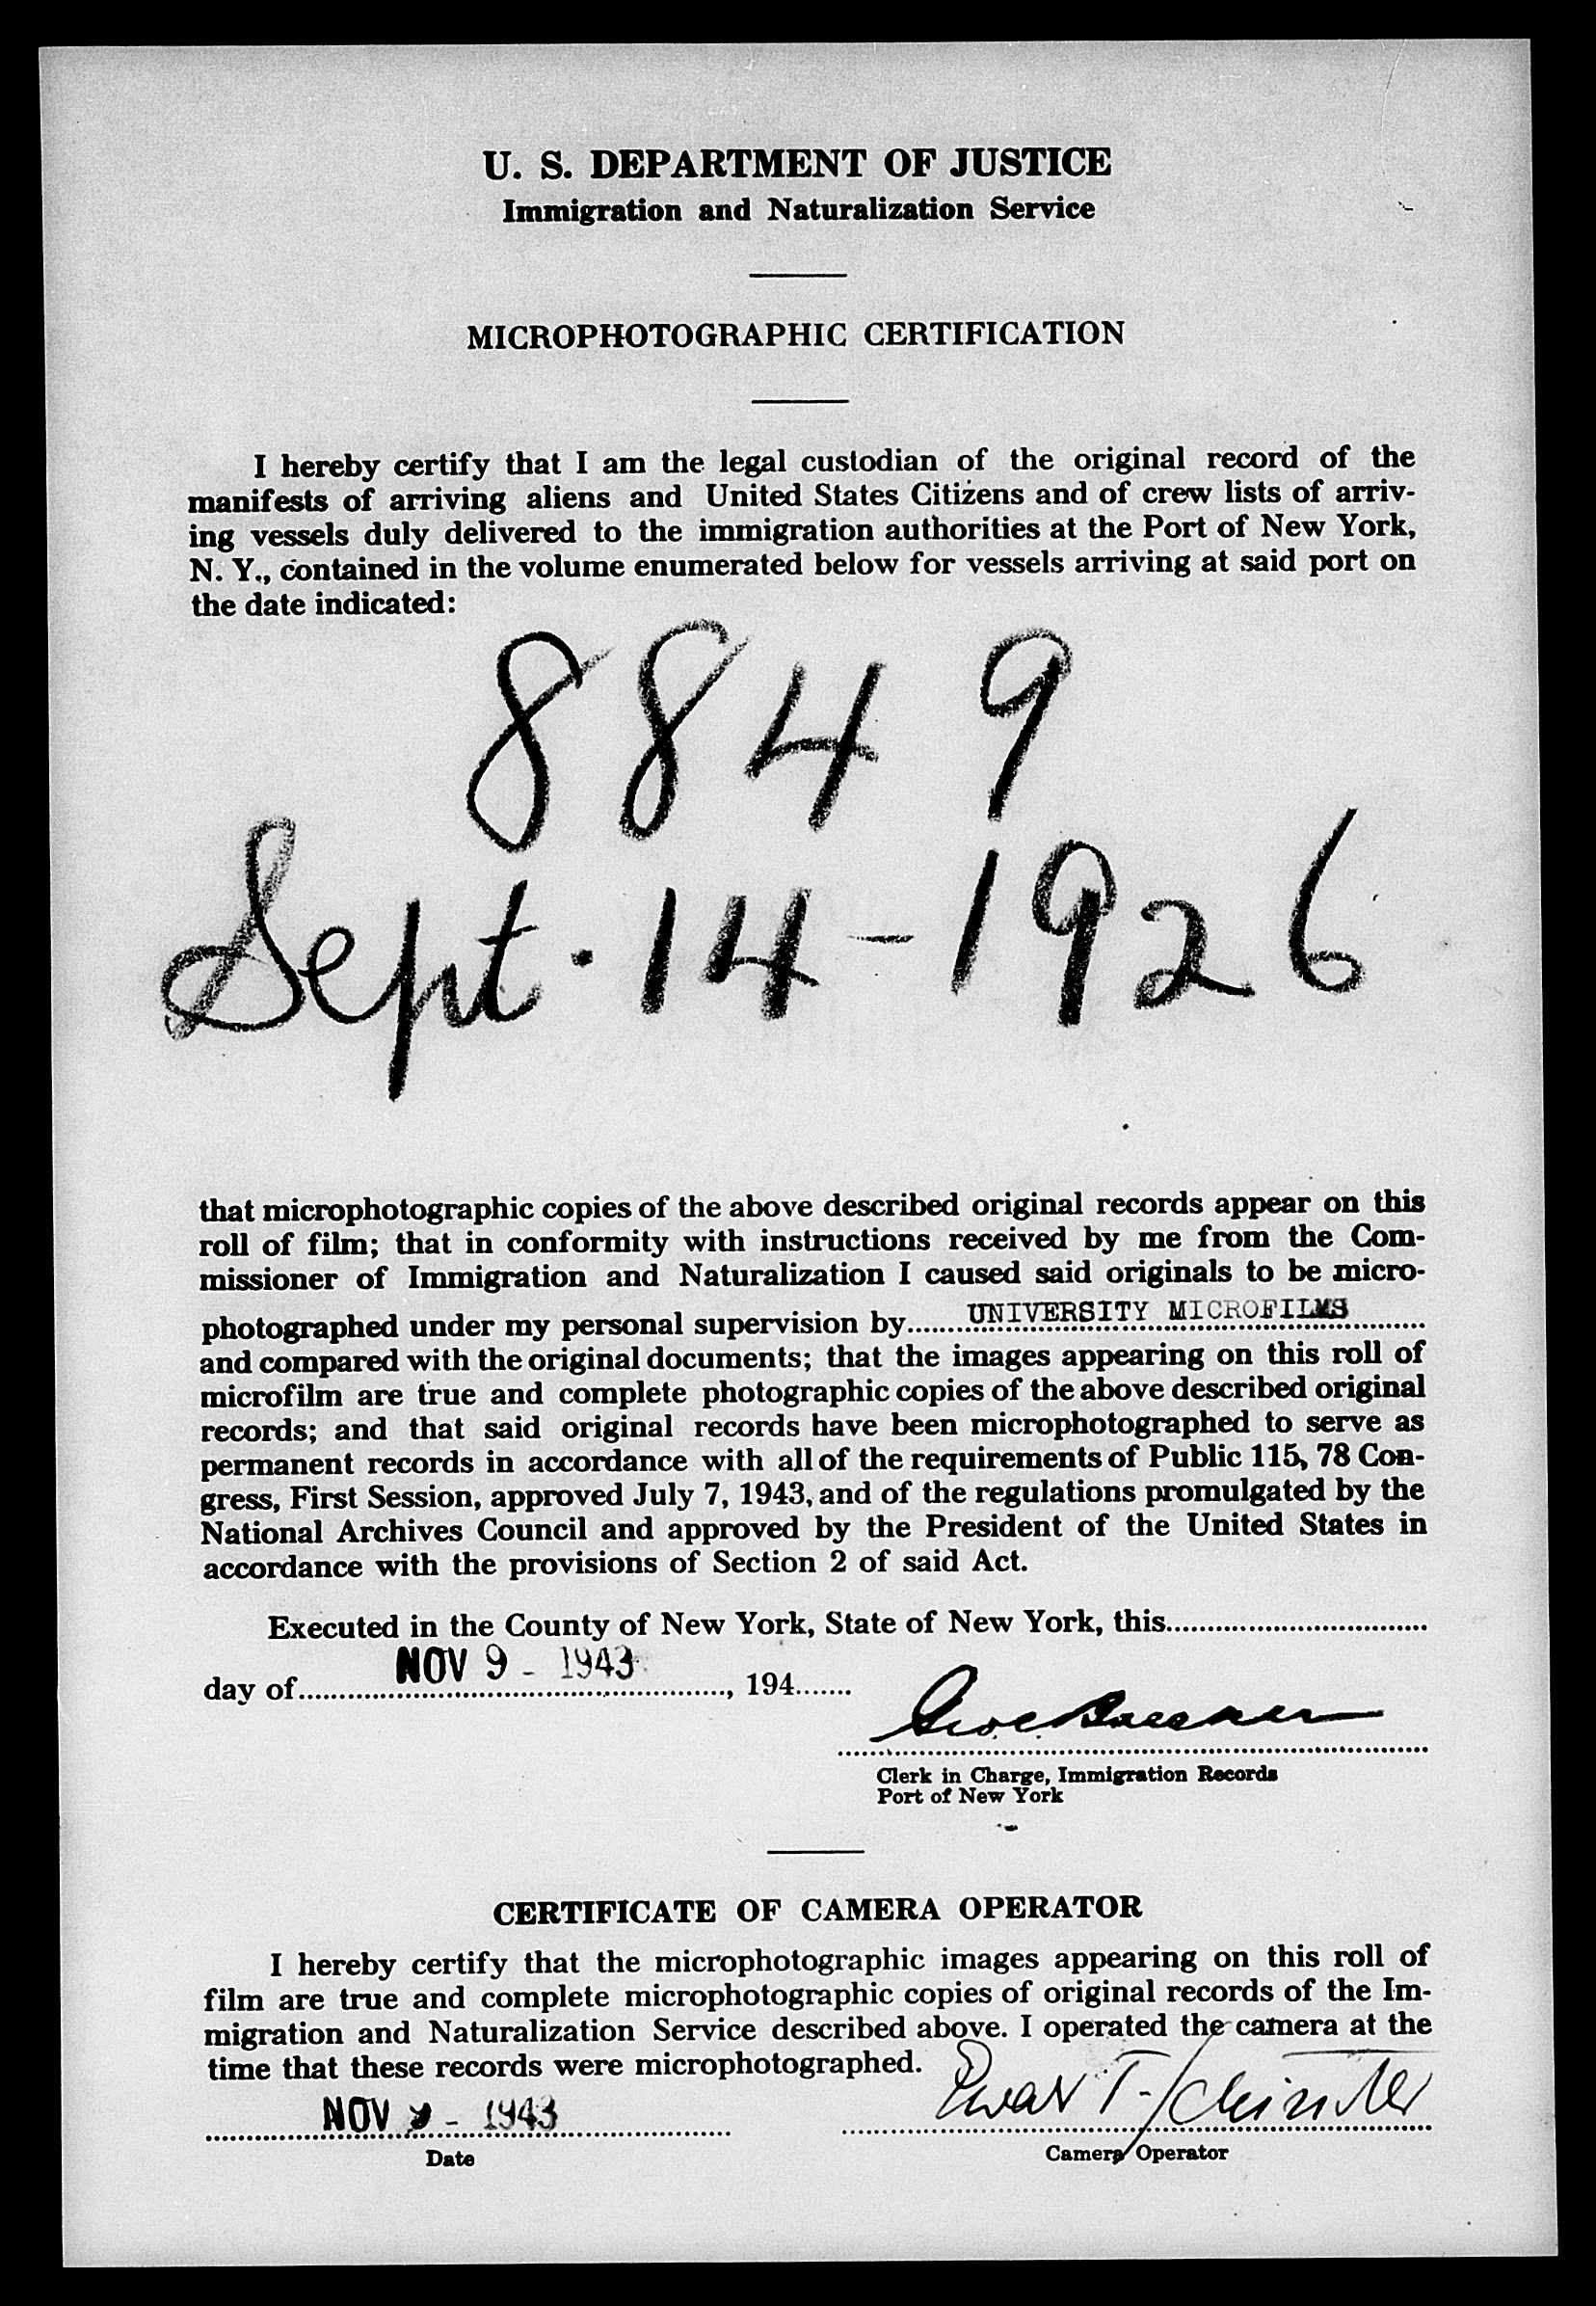 U. S. DEPARTMENT OF JUSTICE
Immigration and Naturalization Service
MICROPHOTOGRAPHIC CERTIFICATION
I hereby certify that I am the legal custodian of the original record of the
manifests of arriving aliens and United States Citizens and of crew lists of arriv-
ing vessels duly delivered to the immigration authorities at the Port of New York,
N. Y., contained in the volume enumerated below for vessels arriving at said port on
the date indicated:
8849
Sept. 14-1926
that microphotographic copies of the above described original records appear on this
roll of film; that in conformity with instructions received by me from the Com-
missioner of Immigration and Naturalization I caused said originals to be micro-
photographed under my personal supervision by UNIVERSITY MICROFILMS
and compared with the original documents; that the images appearing on this roll of
microfilm are true and complete photographic copies of the above described original
records; and that said original records have been microphotographed to serve as
permanent records in accordance with all of the requirements of Public 115, 78 Con-
gress, First Session, approved July 7, 1943, and of the regulations promulgated by the
National Archives Council and approved by the President of the United States in
accordance with the provisions of Section 2 of said Act.
Executed in the County of New York, State of New York, this
day of NOV 9 - 1943, 194
Clerk in Charge, Immigration Records
Port of New York
CERTIFICATE OF CAMERA OPERATOR
I hereby certify that the microphotographic images appearing on this roll of
film are true and complete microphotographic copies of original records of the Im-
migration and Naturalization Service described above. I operated the camera at the
time that these records were microphotographed.
NOV 9 - 1943
Date
Camera Operator